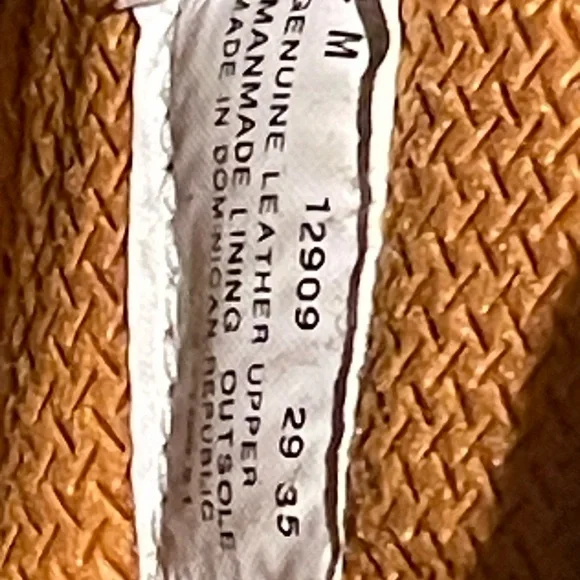 M 12909 29 35
GENUINE LEATHER UPPER
MANMADE LINING OUTSOLE
MADE IN DOMINICAN REPUBLIC